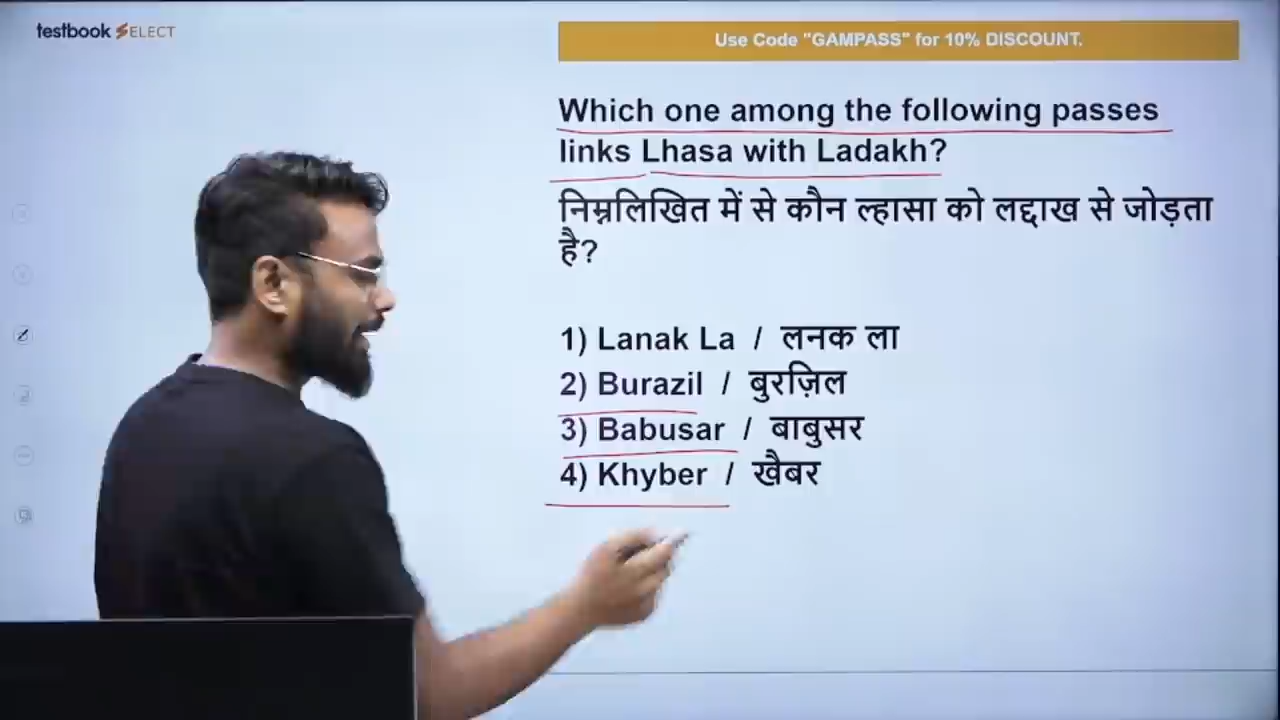 testbook SELECT
Use Code "GAMPASS" for 10% DISCOUNT.
Which one among the following passes
links Lhasa with Ladakh?
निम्नलिखित में से कौन ल्हासा को लद्दाख से जोड़ता
है?
1) Lanak La / लनक ला
2) Burazil / बुरज़िल
3) Babusar / बाबुसर
4) Khyber / खैबर